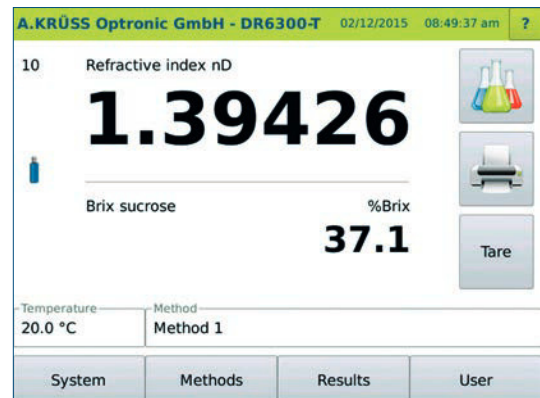 A.KRÜSS Optronic GmbH - DR6300-T 02/12/2015 08:49:37 am ?
10 Refractive index nD
1.39426
Brix sucrose %Brix
37.1
Tare
Temperature Method
20.0 °C Method 1
System Methods Results User